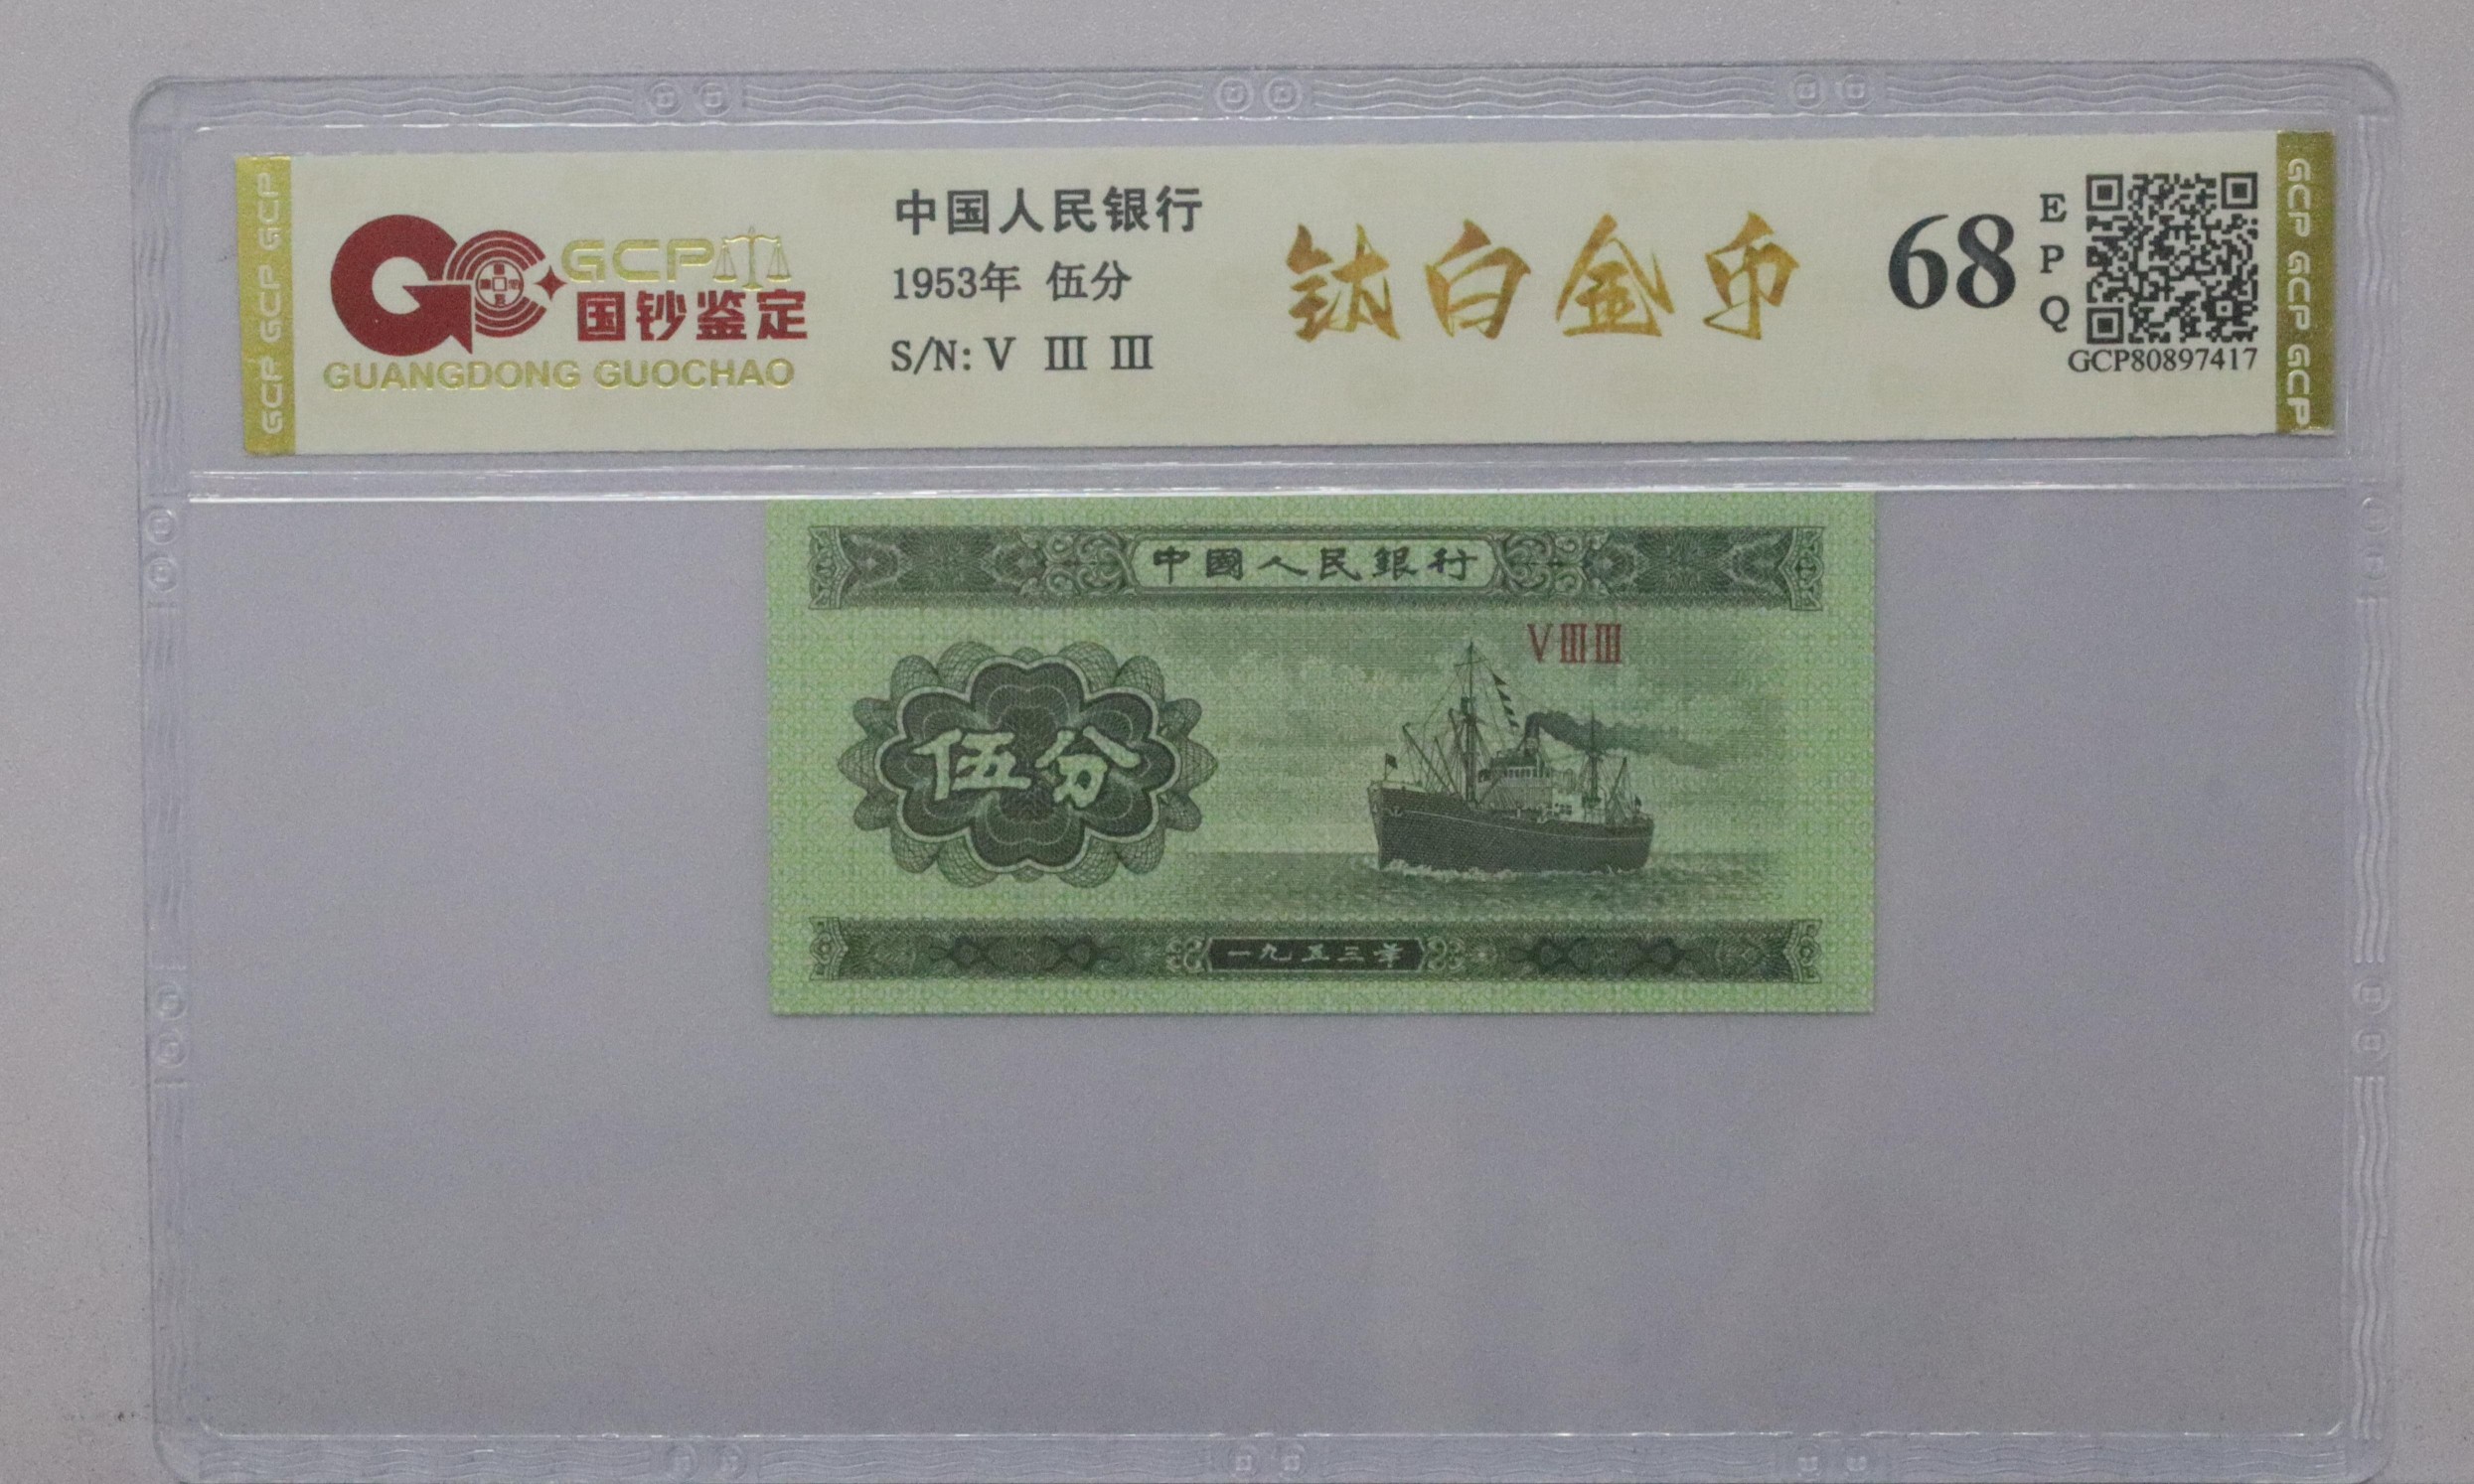 GCP GCP GCP
GCP
国钞鉴定
GUANGDONG GUOCHAO
中国人民银行
1953年 伍分
S/N: V Ⅲ Ⅲ
钛白金币
68
E
P
Q
GCP80897417
GCP GCP GCP
中國人民銀行
VⅢⅢ
伍分
一九五三年